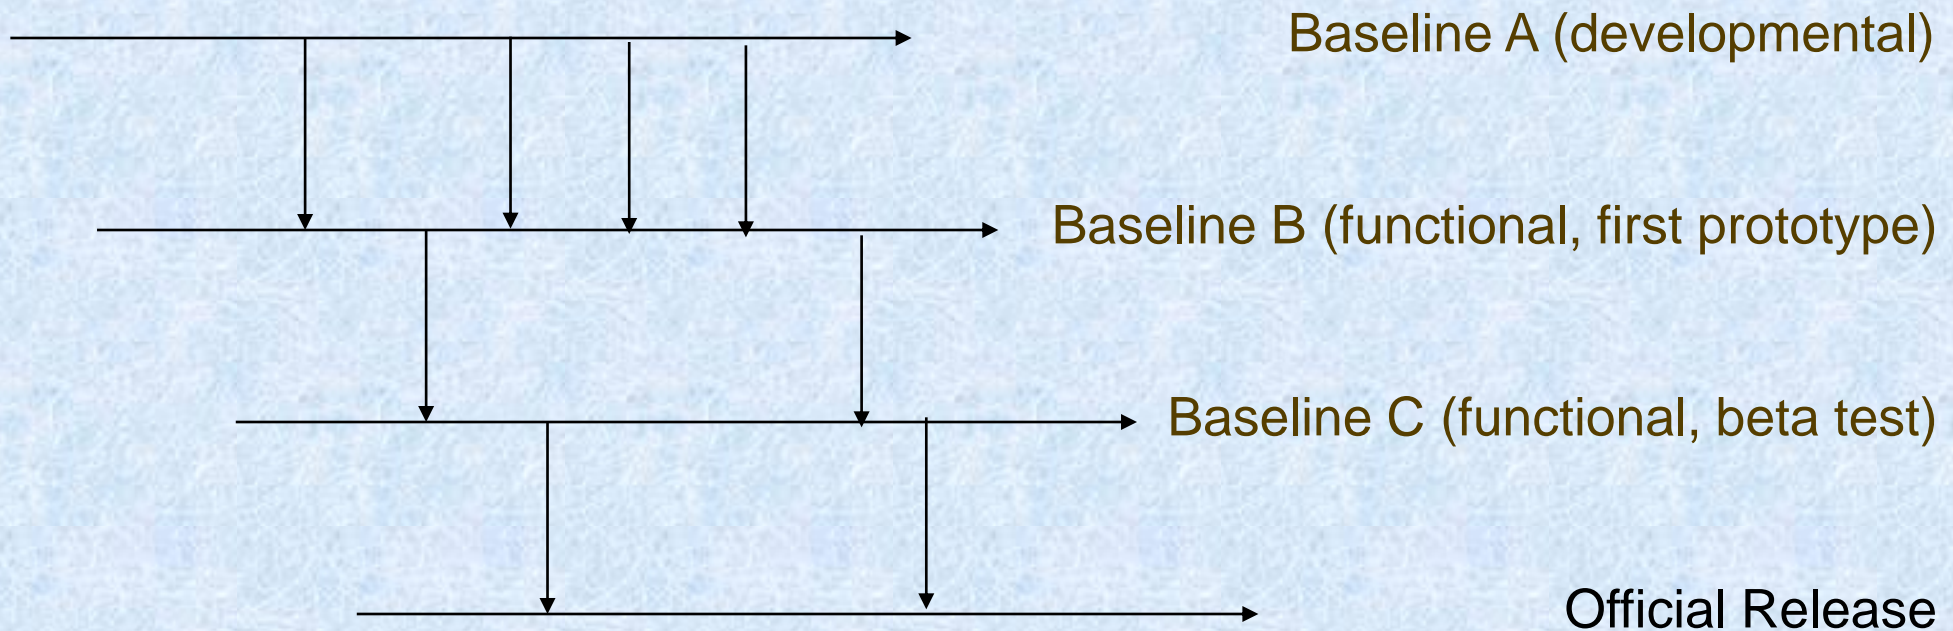 Baseline A (developmental)
Baseline B (functional, first prototype)
Baseline C (functional, beta test)
Official Release